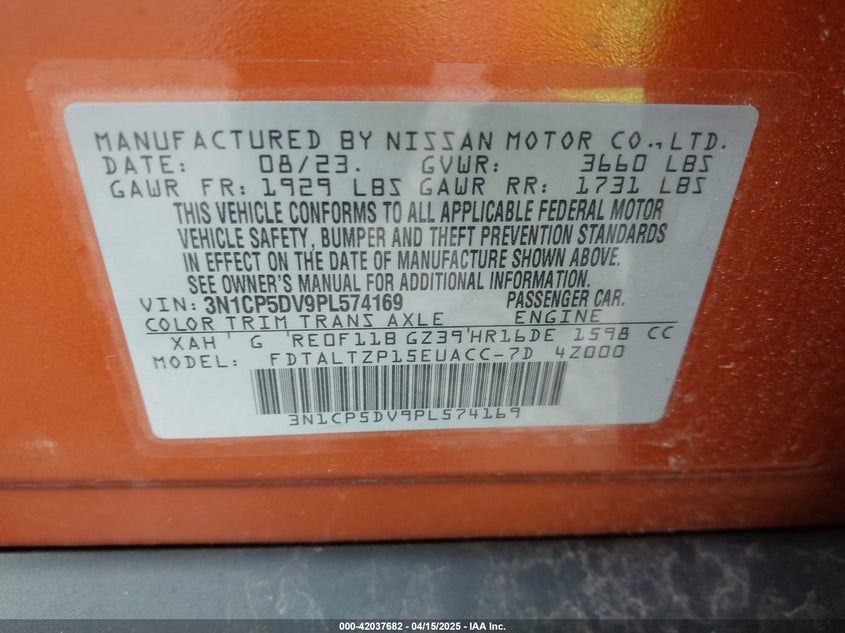 MANUFACTURED BY NISSAN MOTOR CO., LTD.
DATE: 08/23. GVWR: 3660 LBS
GAWR FR: 1929 LBS GAWR RR: 1731 LBS
THIS VEHICLE CONFORMS TO ALL APPLICABLE FEDERAL MOTOR
VEHICLE SAFETY, BUMPER AND THEFT PREVENTION STANDARDS
IN EFFECT ON THE DATE OF MANUFACTURE SHOWN ABOVE.
SEE OWNER'S MANUAL FOR ADDITIONAL INFORMATION.
VIN: 3N1CP5DV9PL574169 PASSENGER CAR.
COLOR TRIM TRANS AXLE ENGINE
XAH G RE0F11B GZ39 HR16DE 1598 CC
MODEL: FDTALTZP15EUACC-7D 4Z000
3N1CP5DV9PL574169
000-42037682 - 04/15/2025 - IAA Inc.